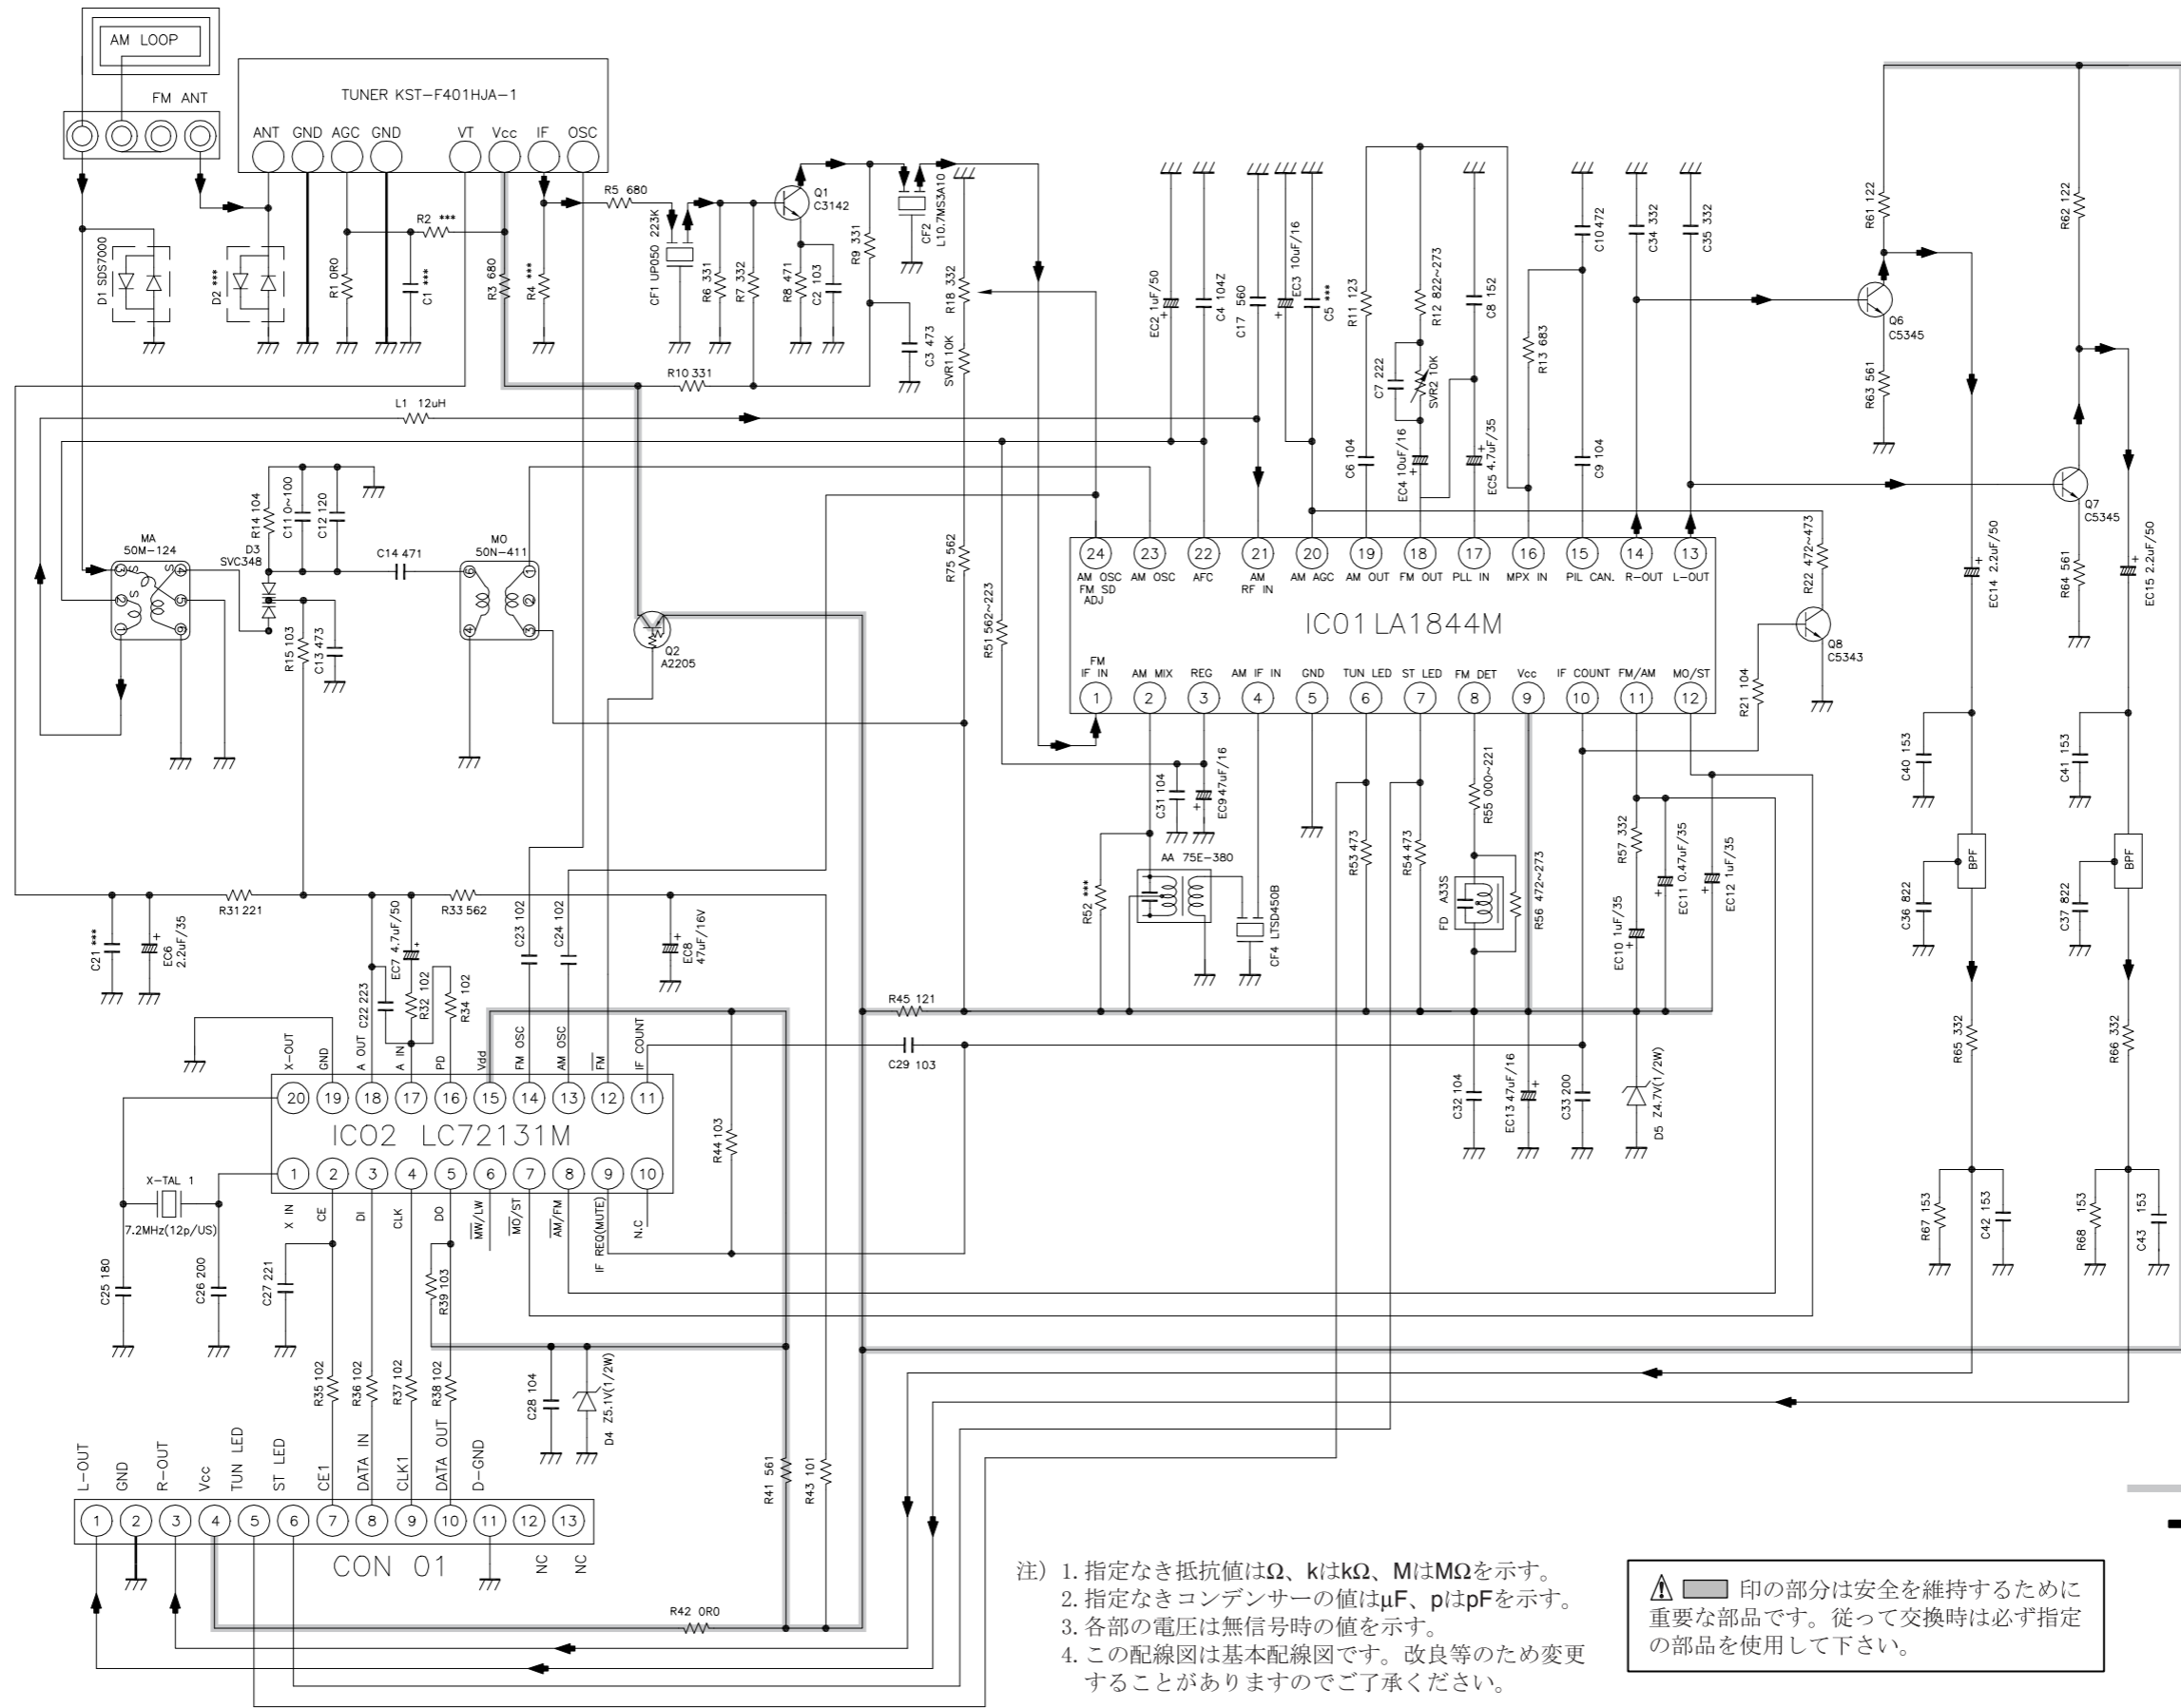 AM LOOP
FM ANT
TUNER KST-F401HJA-1
ANT GND AGC GND VT Vcc IF OSC
D1 SDS7000
D2 ***
R1 0R0
R2 ***
C1 ***
R3 680
R4 ***
R5 680
CF1 UP050 223K
R6 331
R7 332
Q1
C3142
R8 471
C2 103
R9 331
CF2
L10.7MS3A10
C3 473
R10 331
R18 332
SVR1 10K
EC2 1uF/50
C4 104Z
C17 560
EC3 10uF/16
C5 ***
R11 123
R12 822~273
C8 152
C7 222
SVR2 10K
R13 683
C10 472
C34 332
C35 332
C6 104
EC4 10uF/16
EC5 4.7uF/35
C9 104
R61 122
R62 122
Q6
C5345
R63 561
Q7
C5345
R64 561
EC14 2.2uF/50
EC15 2.2uF/50
L1 12uH
MA
50M-124
3 2 1 4 5 6
S S S
R14 104
C11 0~100
C12 120
D3
SVC348
C14 471
R15 103
C13 473
MO
50N-411
6 4 1 2 3
Q2
A2205
R75 562
R51 562~223
24 23 22 21 20 19 18 17 16 15 14 13
AM OSC
FM SD
ADJ
AM OSC
AFC
AM
RF IN
AM AGC
AM OUT
FM OUT
PLL IN
MPX IN
PIL CAN.
R-OUT
L-OUT
IC01 LA1844M
FM
IF IN
AM MIX
REG
AM IF IN
GND
TUN LED
ST LED
FM DET
Vcc
IF COUNT
FM/AM
MO/ST
1 2 3 4 5 6 7 8 9 10 11 12
R22 472~473
Q8
C5343
R21 104
C31 104
EC9 47uF/16
R52 ***
AA 75E-380
CF4 LTSD450B
R53 473
R54 473
R55 000~221
FD A33S
R56 472~273
R57 332
EC10 1uF/35
EC11 0.47uF/35
EC12 1uF/35
C40 153
C41 153
BPF
BPF
C36 822
C37 822
R65 332
R66 332
R67 153
C42 153
R68 153
C43 153
C21 ***
EC6
2.2uF/35
R31 221
R33 562
EC7 4.7uF/50
C22 223
R32 102
R34 102
C23 102
C24 102
EC8
47uF/16V
R45 121
C29 103
C32 104
EC13 47uF/16
C33 200
D5 Z4.7V(1/2W)
X-OUT
GND
A OUT
A IN
PD
Vdd
FM OSC
AM OSC
FM
IF COUNT
20 19 18 17 16 15 14 13 12 11
IC02 LC72131M
1 2 3 4 5 6 7 8 9 10
X IN
CE
DI
CLK
DO
MW/LW
MO/ST
AM/FM
IF REQ(MUTE)
N.C
R44 103
X-TAL 1
7.2MHz(12p/US)
C25 180
C26 200
C27 221
R39 103
R35 102
R36 102
R37 102
R38 102
C28 104
D4 Z5.1V(1/2W)
R41 561
R43 101
L-OUT
GND
R-OUT
Vcc
TUN LED
ST LED
CE1
DATA IN
CLK1
DATA OUT
D-GND
1 2 3 4 5 6 7 8 9 10 11 12 13
CON 01
NC
NC
R42 0R0
注) 1. 指定なき抵抗値はΩ、kはkΩ、MはMΩを示す。
2. 指定なきコンデンサーの値はμF、pはpFを示す。
3. 各部の電圧は無信号時の値を示す。
4. この配線図は基本配線図です。改良等のため変更
することがありますのでご了承ください。
印の部分は安全を維持するために
重要な部品です。従って交換時は必ず指定
の部品を使用して下さい。